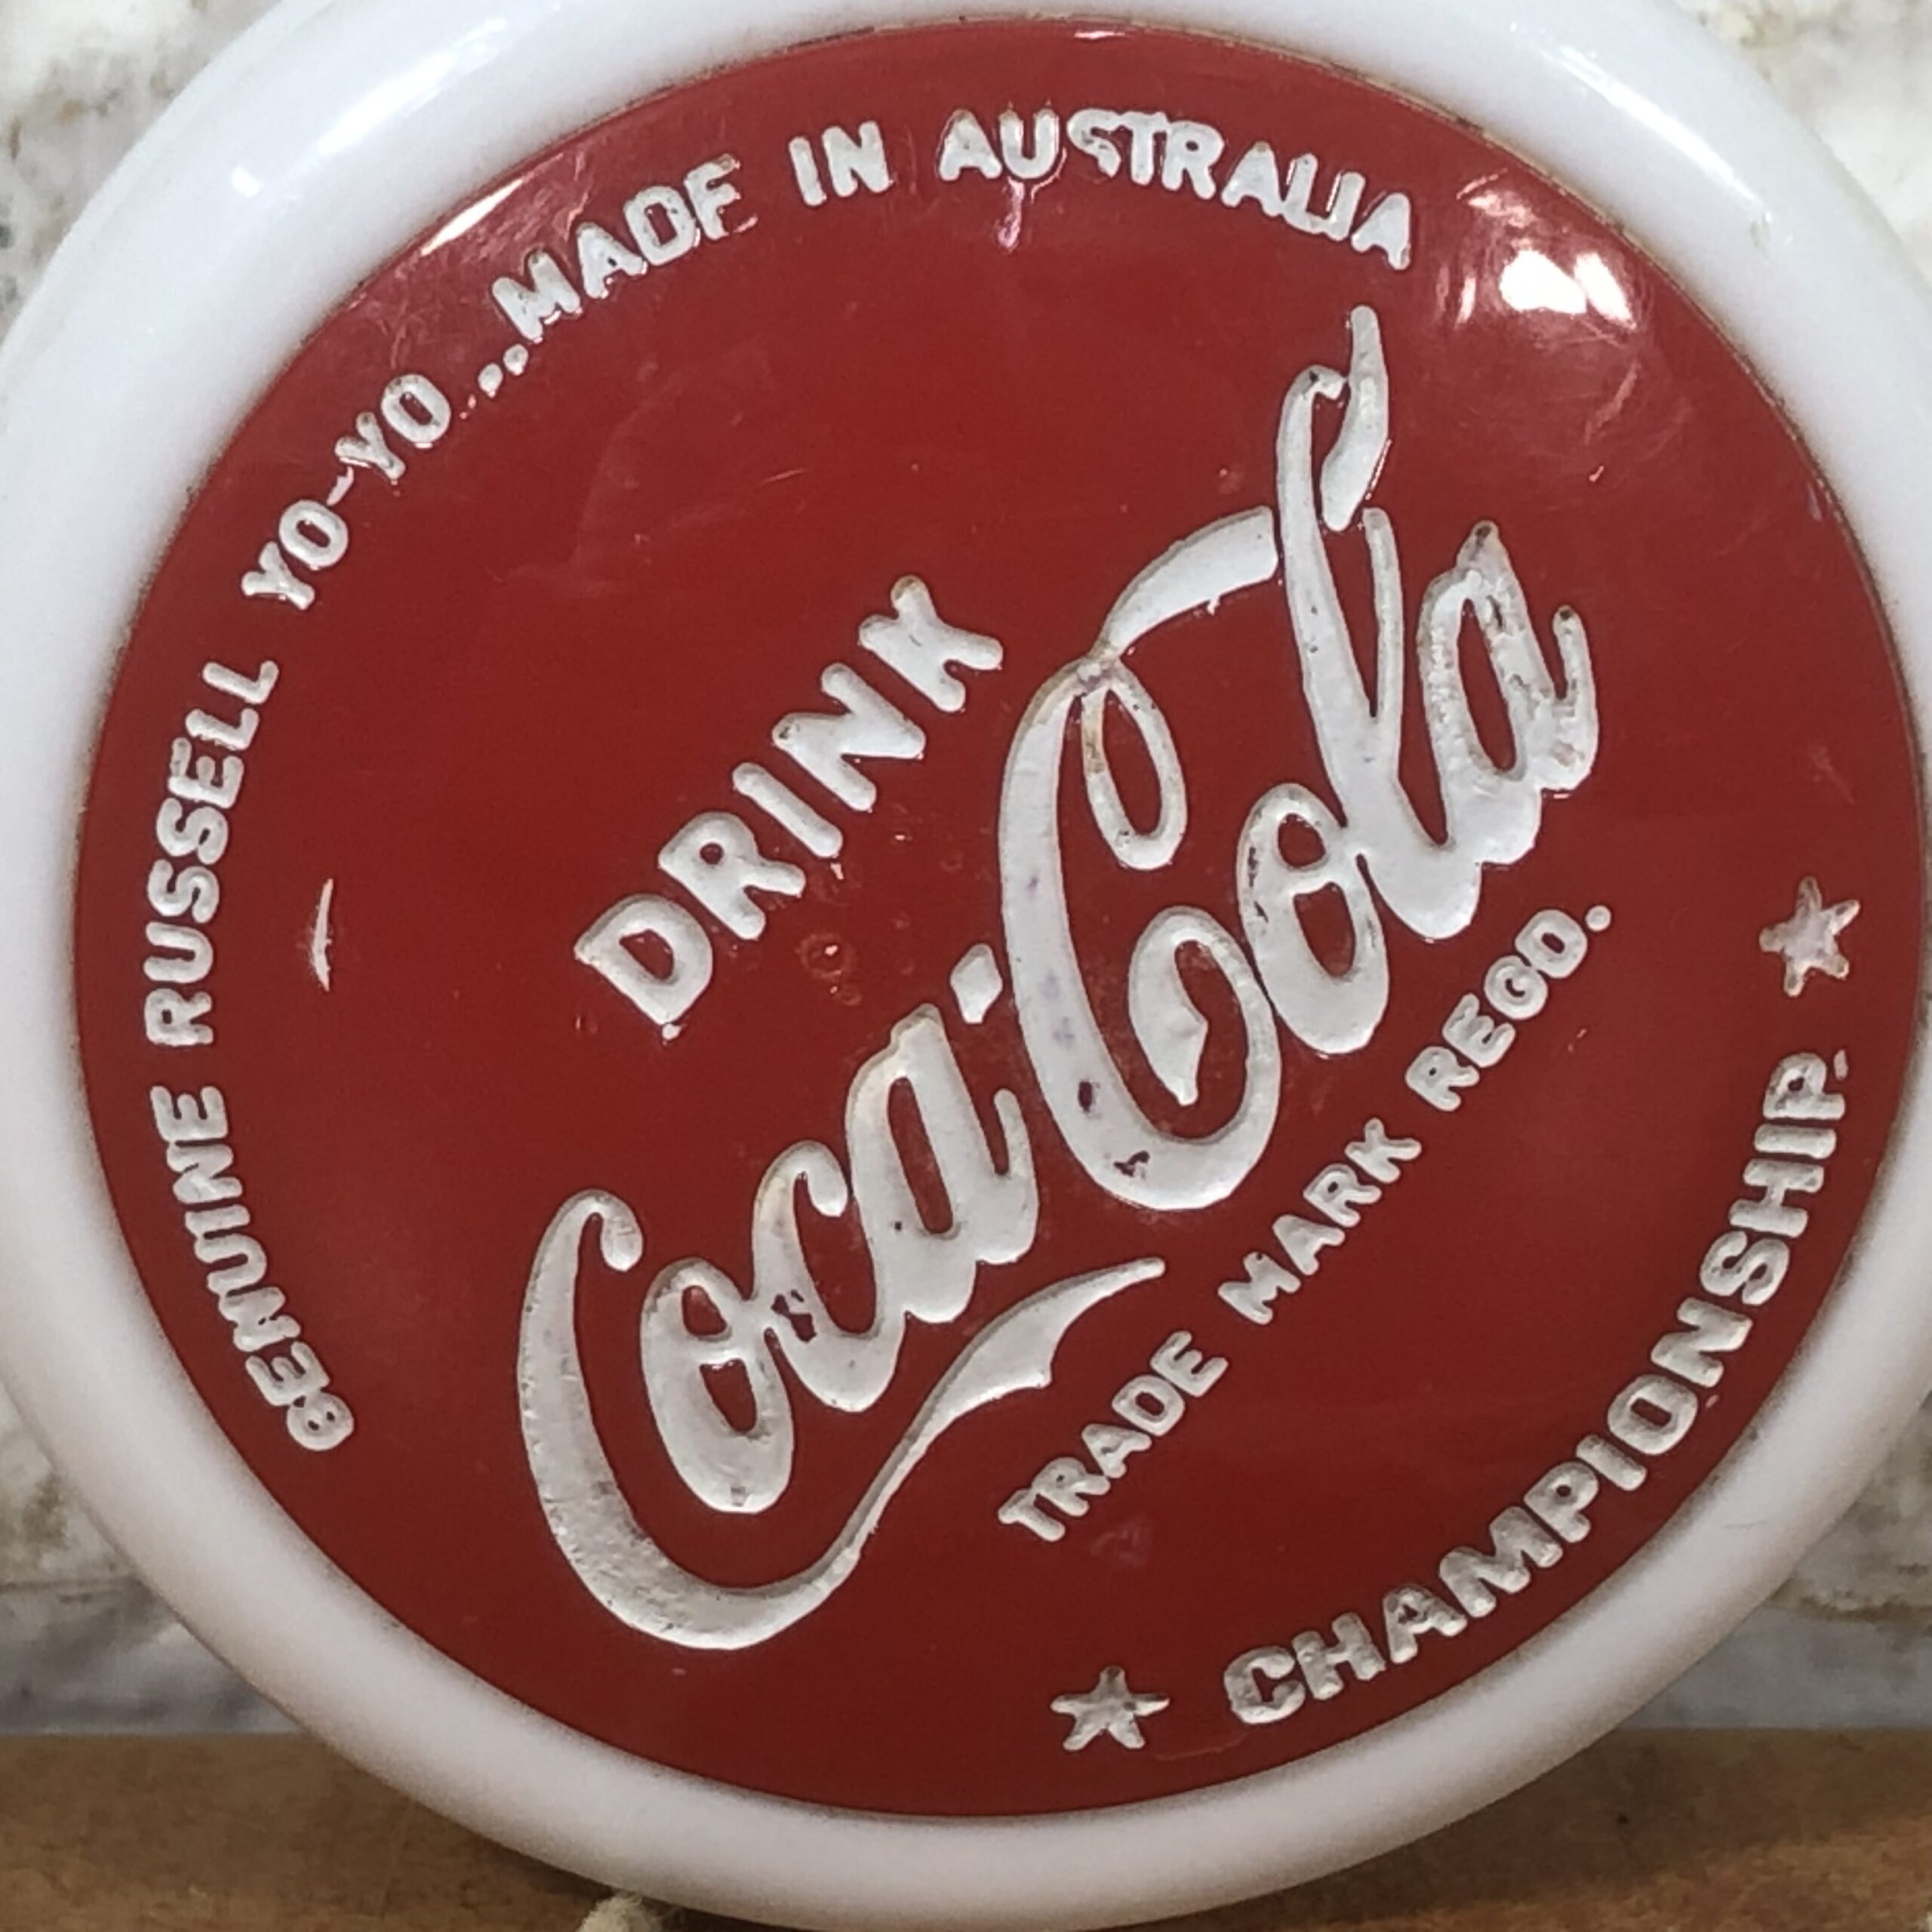 GENUINE RUSSELL YO-YO...MADE IN AUSTRALIA
DRINK
Coca-Cola
TRADE MARK REGD.
★ CHAMPIONSHIP ★